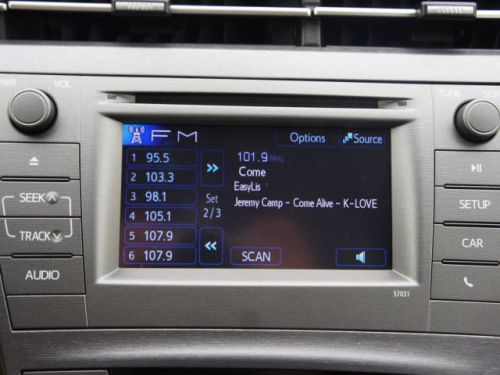 PWR VOL
TUNE
FM
Options
Source
1 95.5
2 103.3
3 98.1
4 105.1
5 107.9
6 107.9
Set
2/3
101.9 MHz
Come
EasyLis
Jeremy Camp - Come Alive - K-LOVE
SCAN
SEEK
TRACK
AUDIO
SETUP
CAR
57031